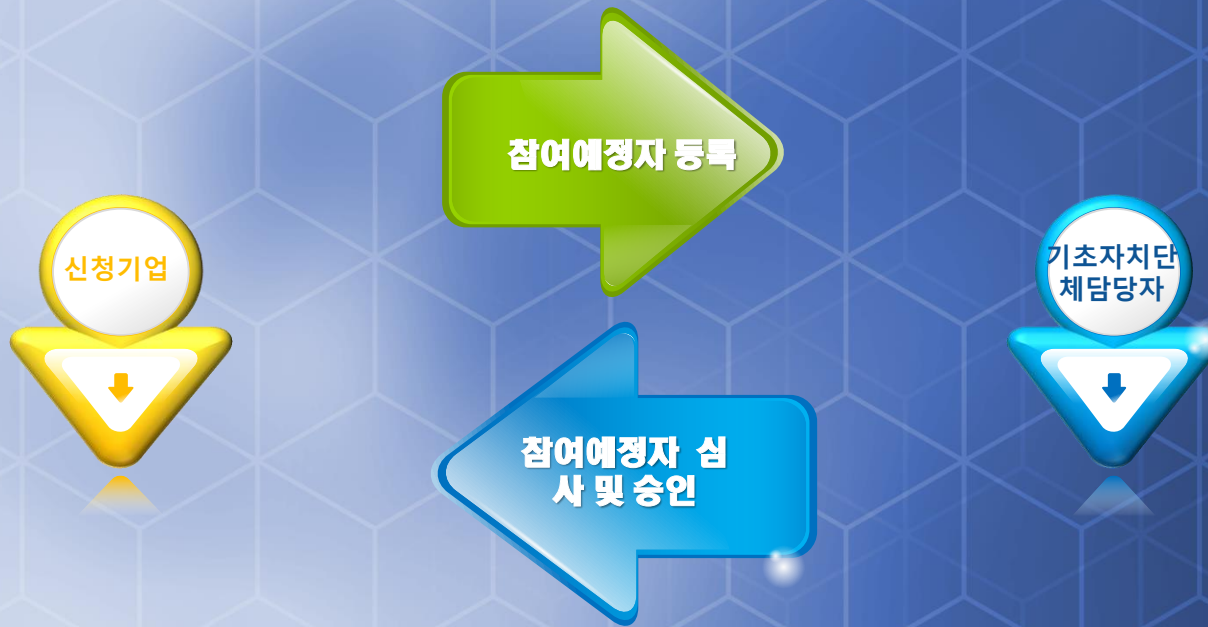 참여예정자 등록
신청기업
기초자치단
체담당자
참여예정자 심
사 및 승인